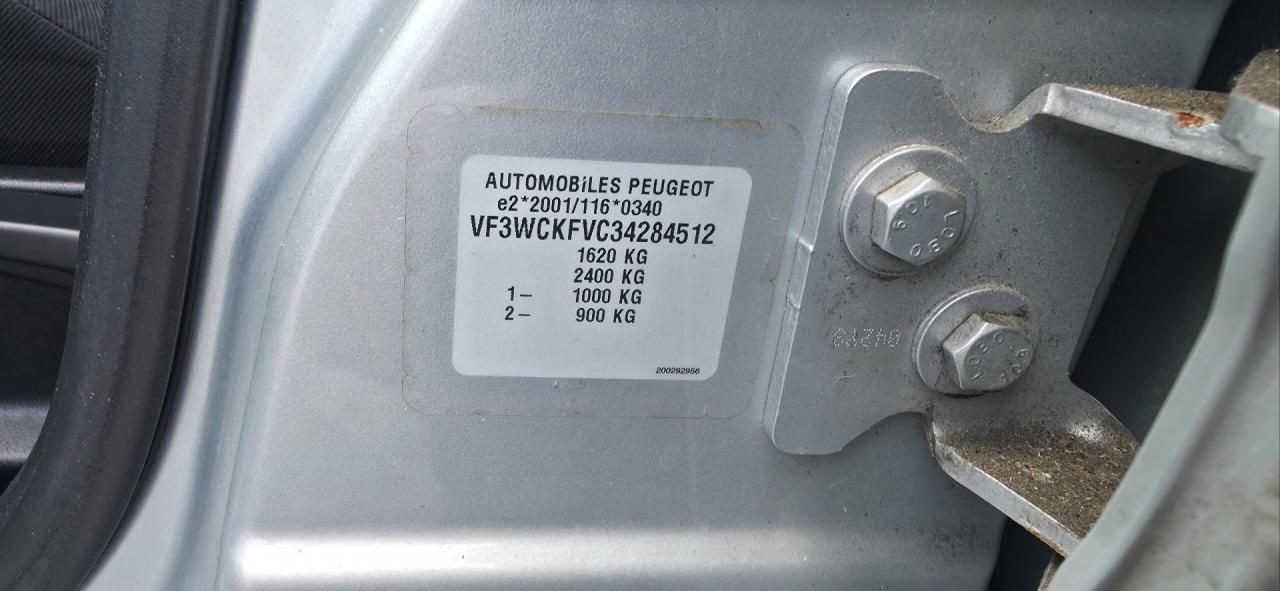 AUTOMOBiLES PEUGEOT
e2*2001/116*0340
VF3WCKFVC34284512
1620 KG
2400 KG
1- 1000 KG
2- 900 KG
200292956